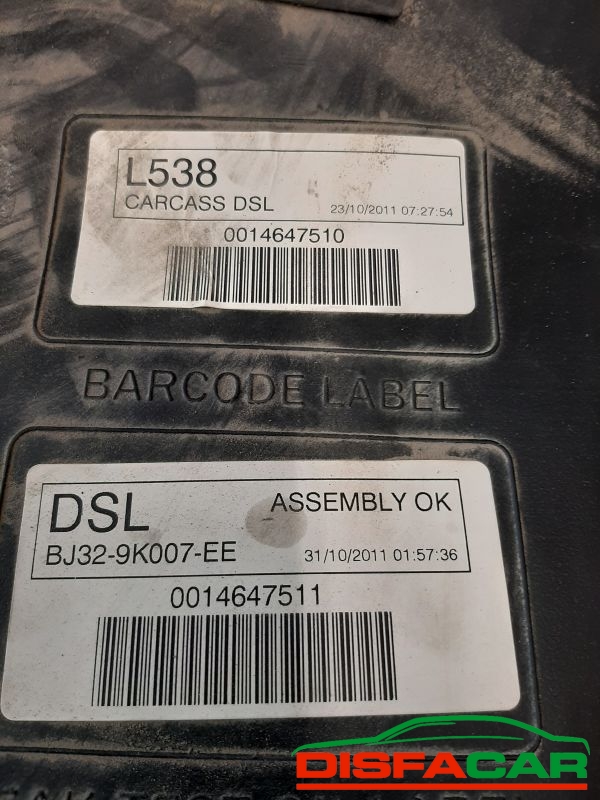 L538
CARCASS DSL 23/10/2011 07:27:54
0014647510
BARCODE LABEL
DSL ASSEMBLY OK
BJ32-9K007-EE 31/10/2011 01:57:36
0014647511
DISFACAR